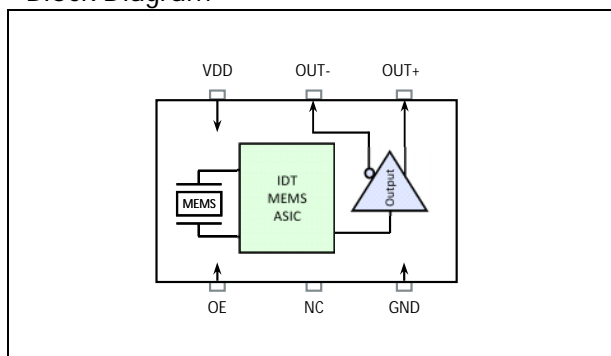 Block Diagram
VDD OUT- OUT+
IDT
MEMS
ASIC
MEMS
Output
OE NC GND